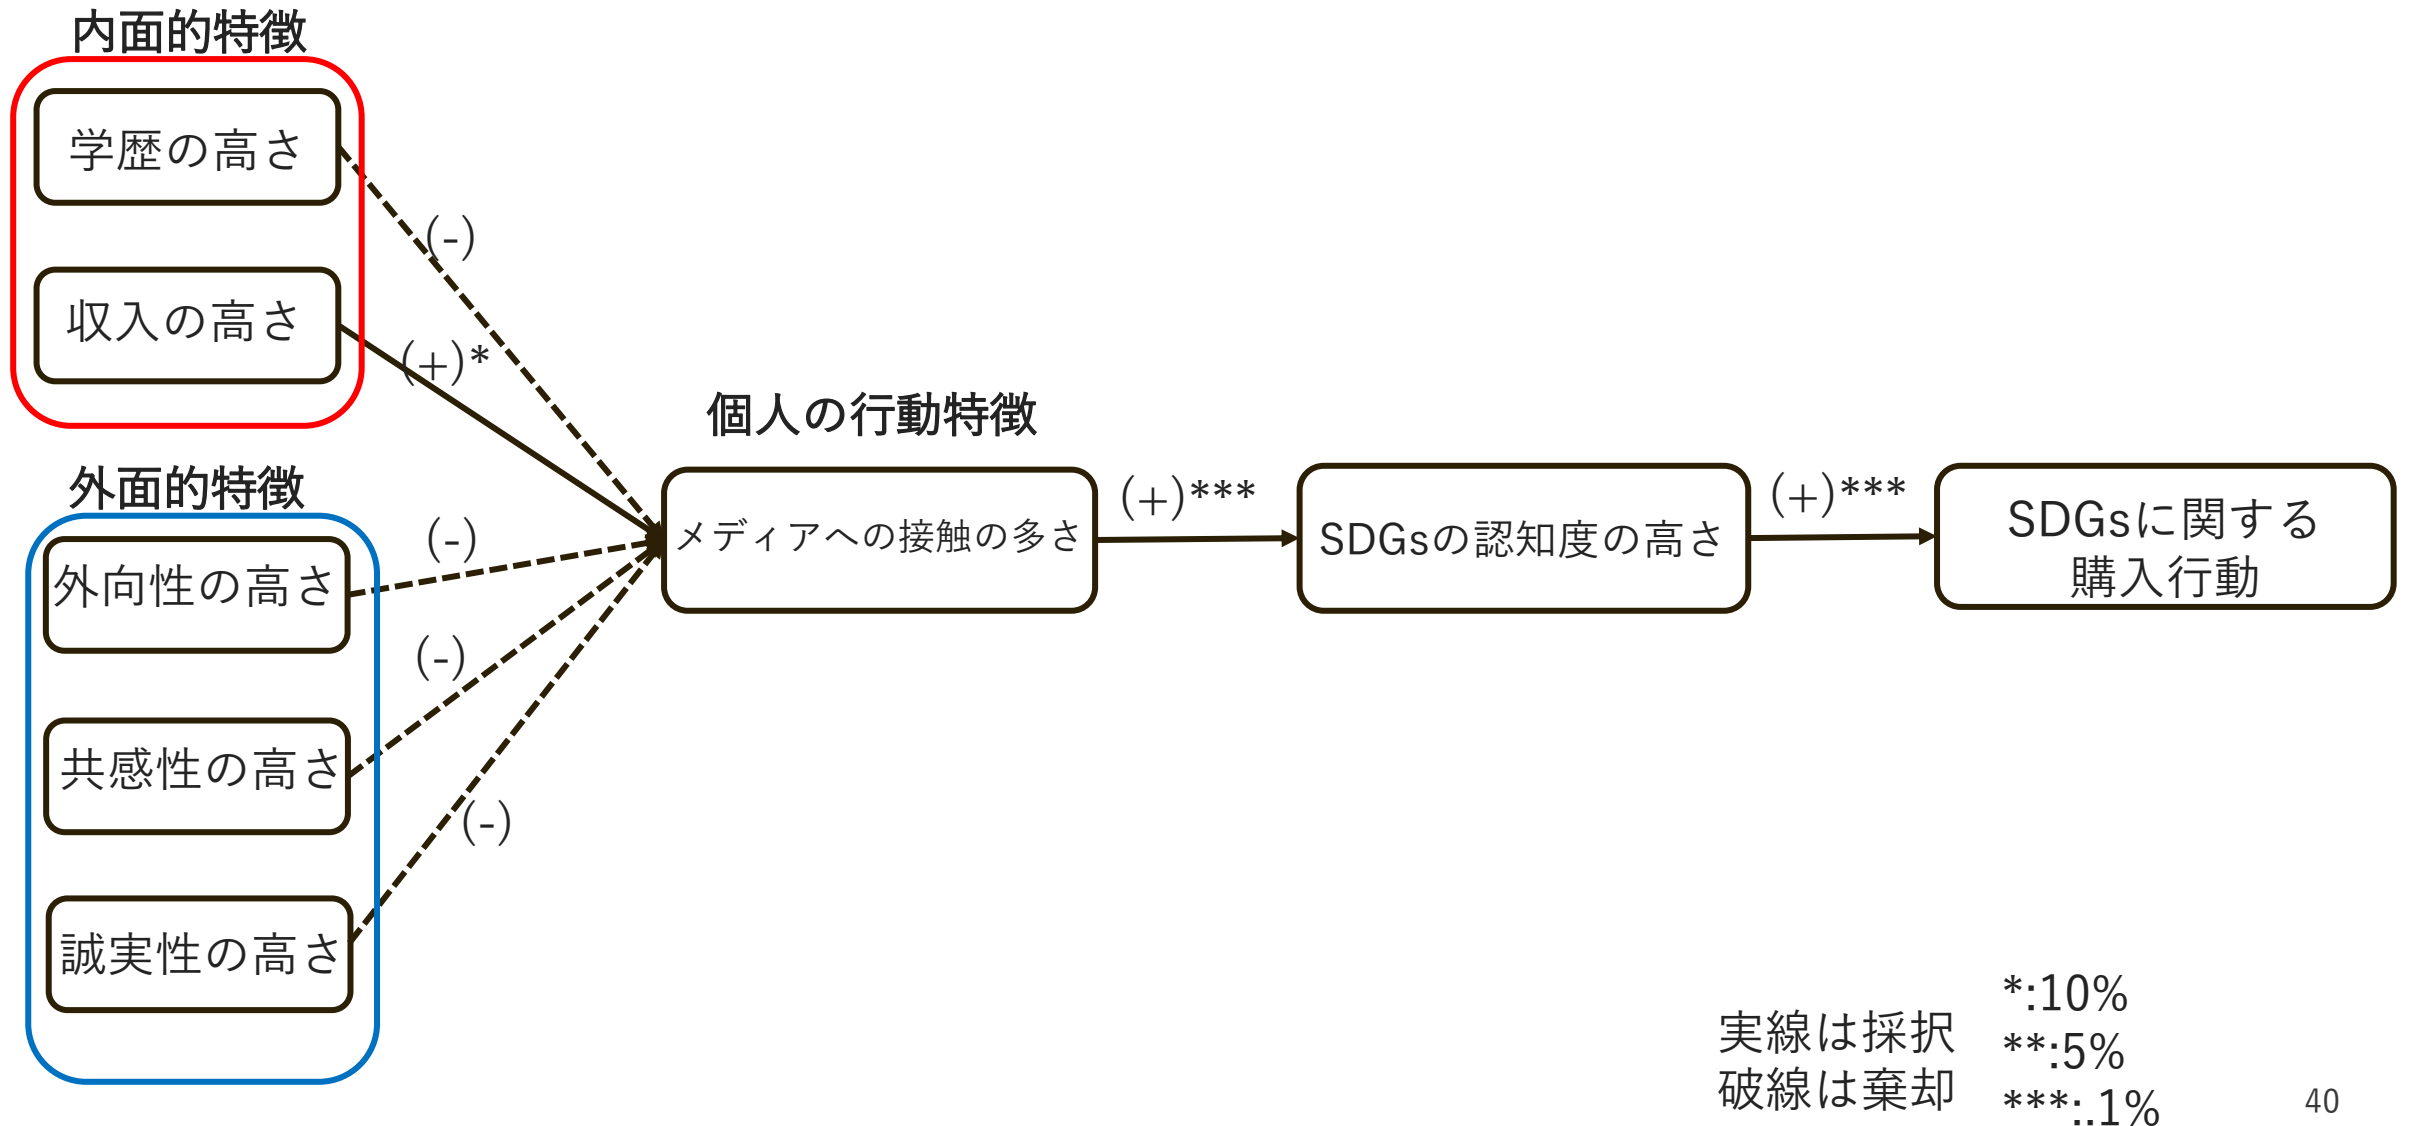 内面的特徴
学歴の高さ
(-)
収入の高さ
(+)*
個人の行動特徴
外面的特徴
外向性の高さ
(-)
メディアへの接触の多さ
(+)***
SDGsの認知度の高さ
(+)***
SDGsに関する
購入行動
共感性の高さ
(-)
誠実性の高さ
(-)
実線は採択
破線は棄却
*:10%
**:5%
***:.1%
40